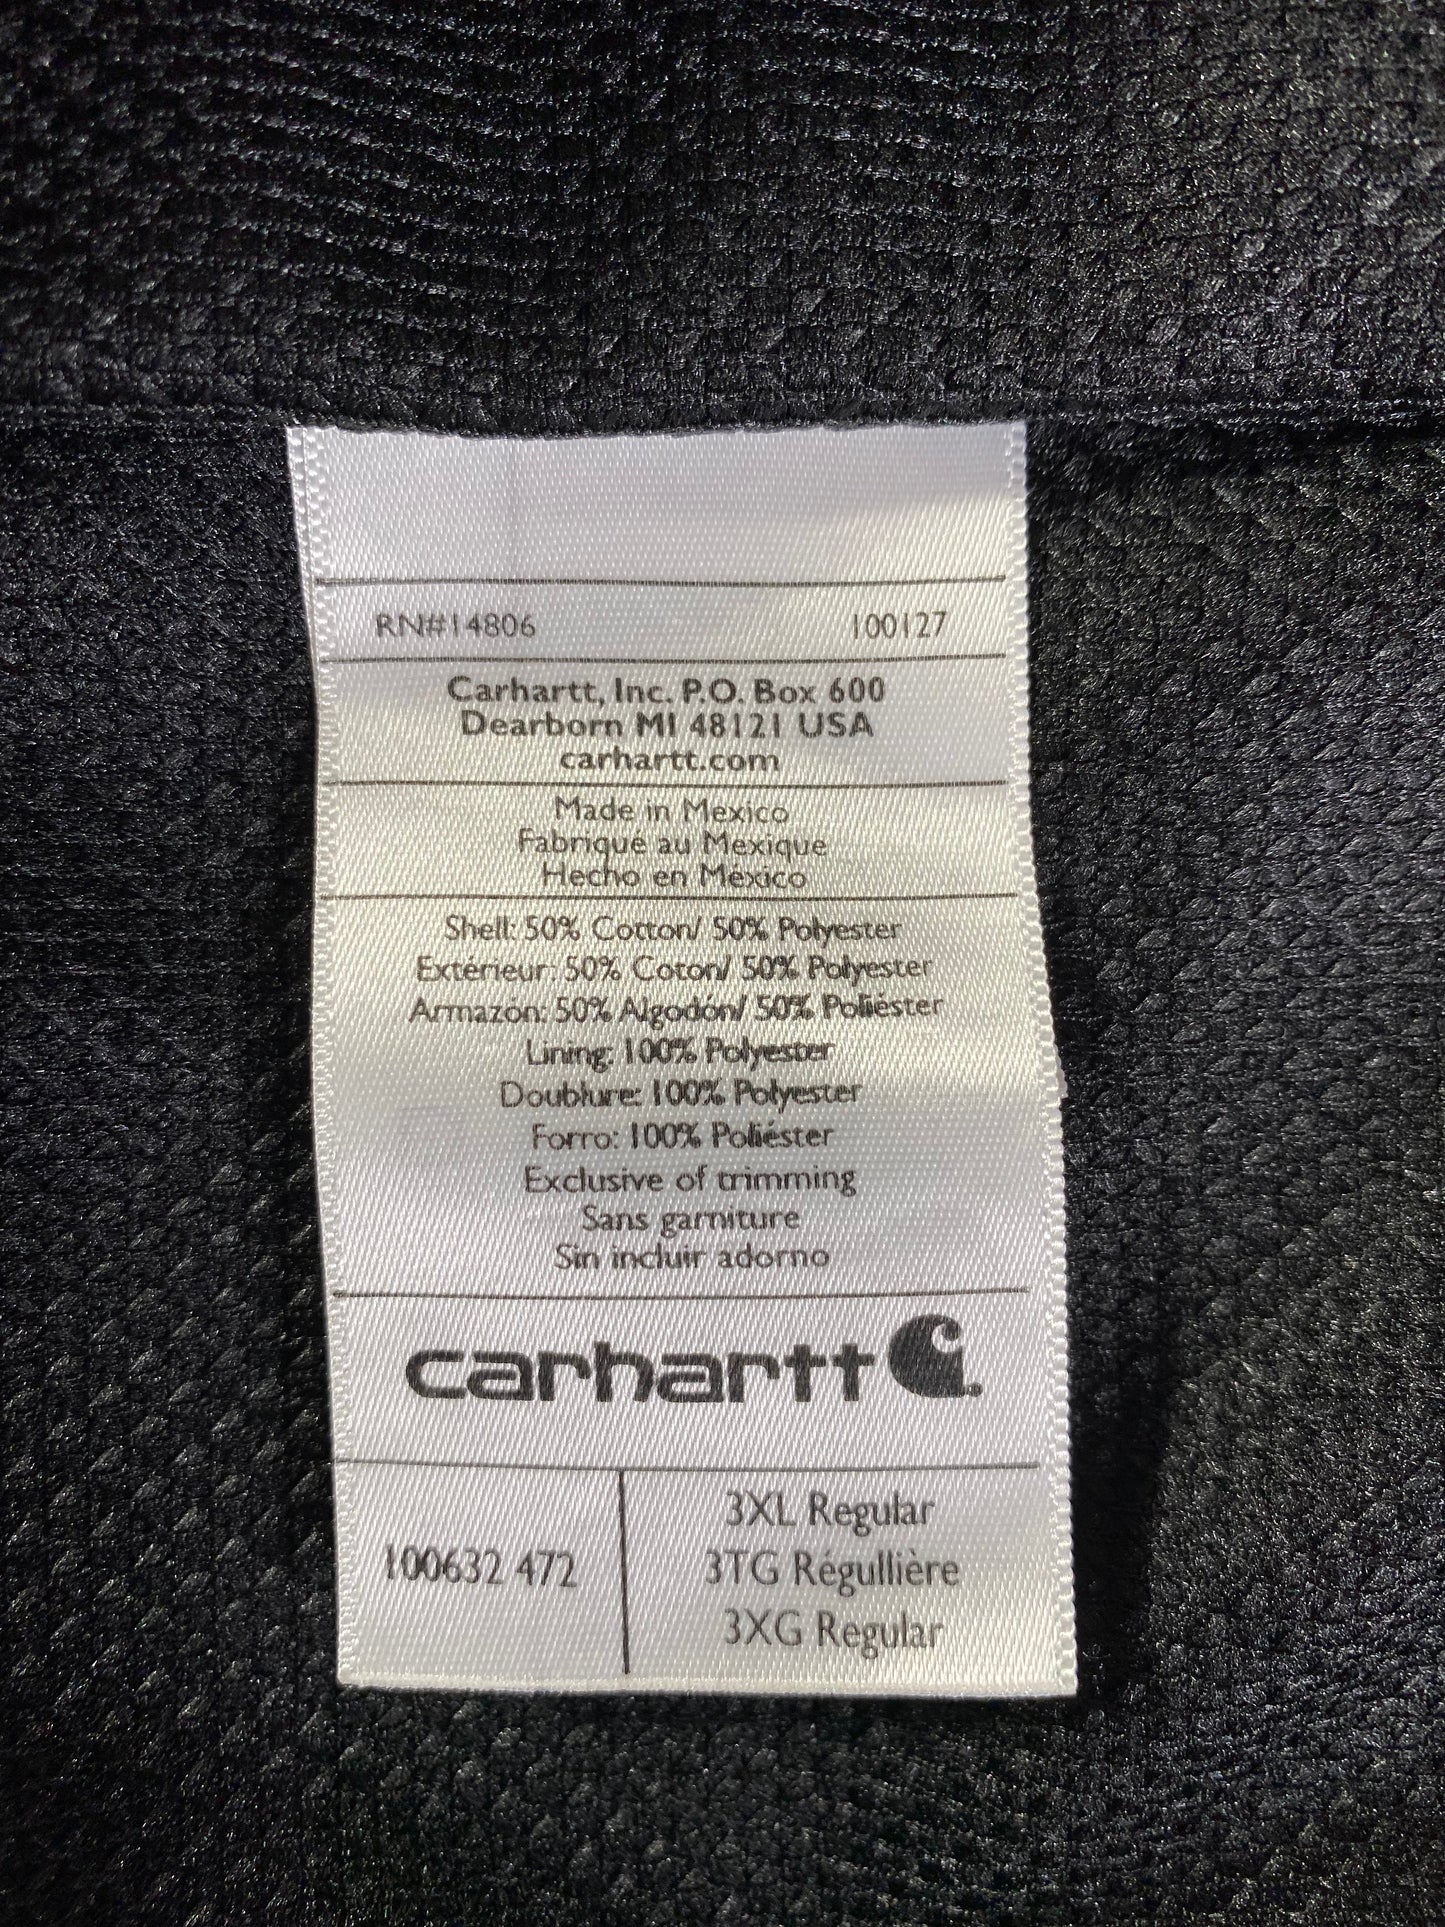 RN#14806 100127
Carhartt, Inc. P.O. Box 600
Dearborn MI 48121 USA
carhartt.com
Made in Mexico
Fabriqué au Mexique
Hecho en México
Shell: 50% Cotton/ 50% Polyester
Extérieur: 50% Coton/ 50% Polyester
Armazón: 50% Algodón/ 50% Poliéster
Lining: 100% Polyester
Doublure: 100% Polyester
Forro: 100% Poliéster
Exclusive of trimming
Sans garniture
Sin incluir adorno
carhartt
3XL Regular
100632 472 3TG Régullière
3XG Regular